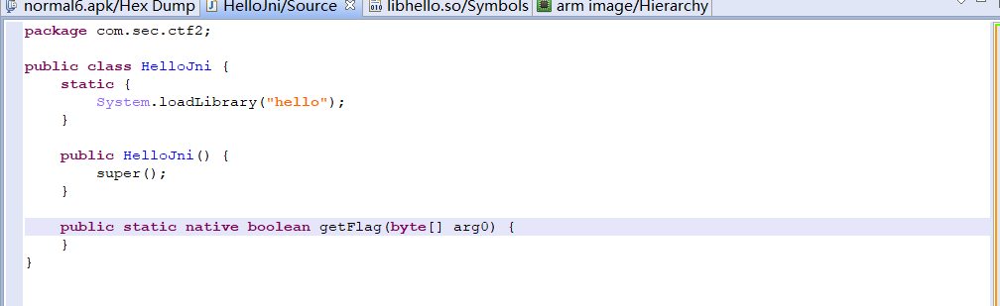 normal6.apk/Hex Dump HelloJni/Source libhello.so/Symbols arm image/Hierarchy
package com.sec.ctf2;
public class HelloJni {
static {
System.loadLibrary("hello");
}
public HelloJni() {
super();
}
public static native boolean getFlag(byte[] arg0) {
}
}